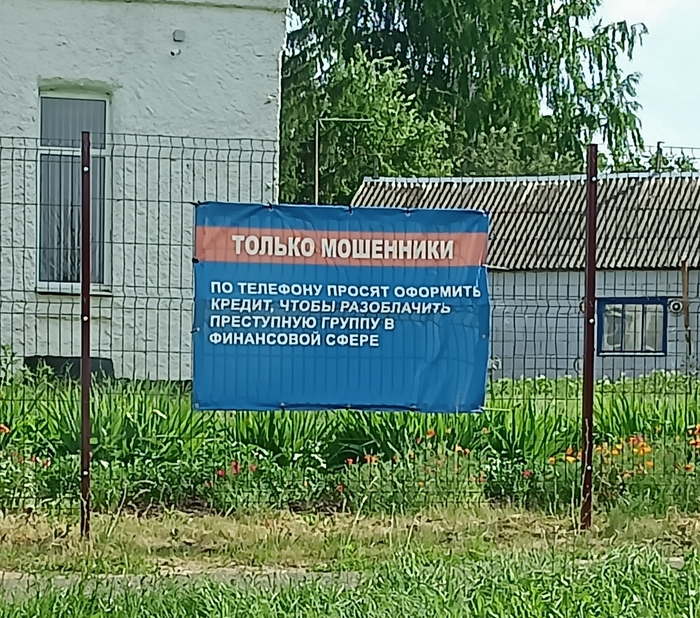 ТОЛЬКО МОШЕННИКИ
ПО ТЕЛЕФОНУ ПРОСЯТ ОФОРМИТЬ
КРЕДИТ, ЧТОБЫ РАЗОБЛАЧИТЬ
ПРЕСТУПНУЮ ГРУППУ В
ФИНАНСОВОЙ СФЕРЕ